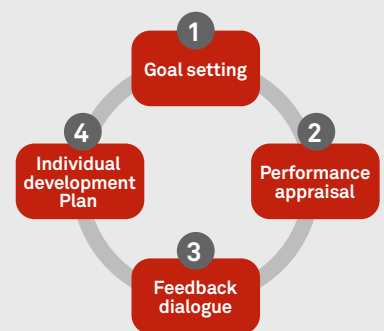 1
Goal setting
2
Performance
appraisal
3
Feedback
dialogue
4
Individual
development
Plan